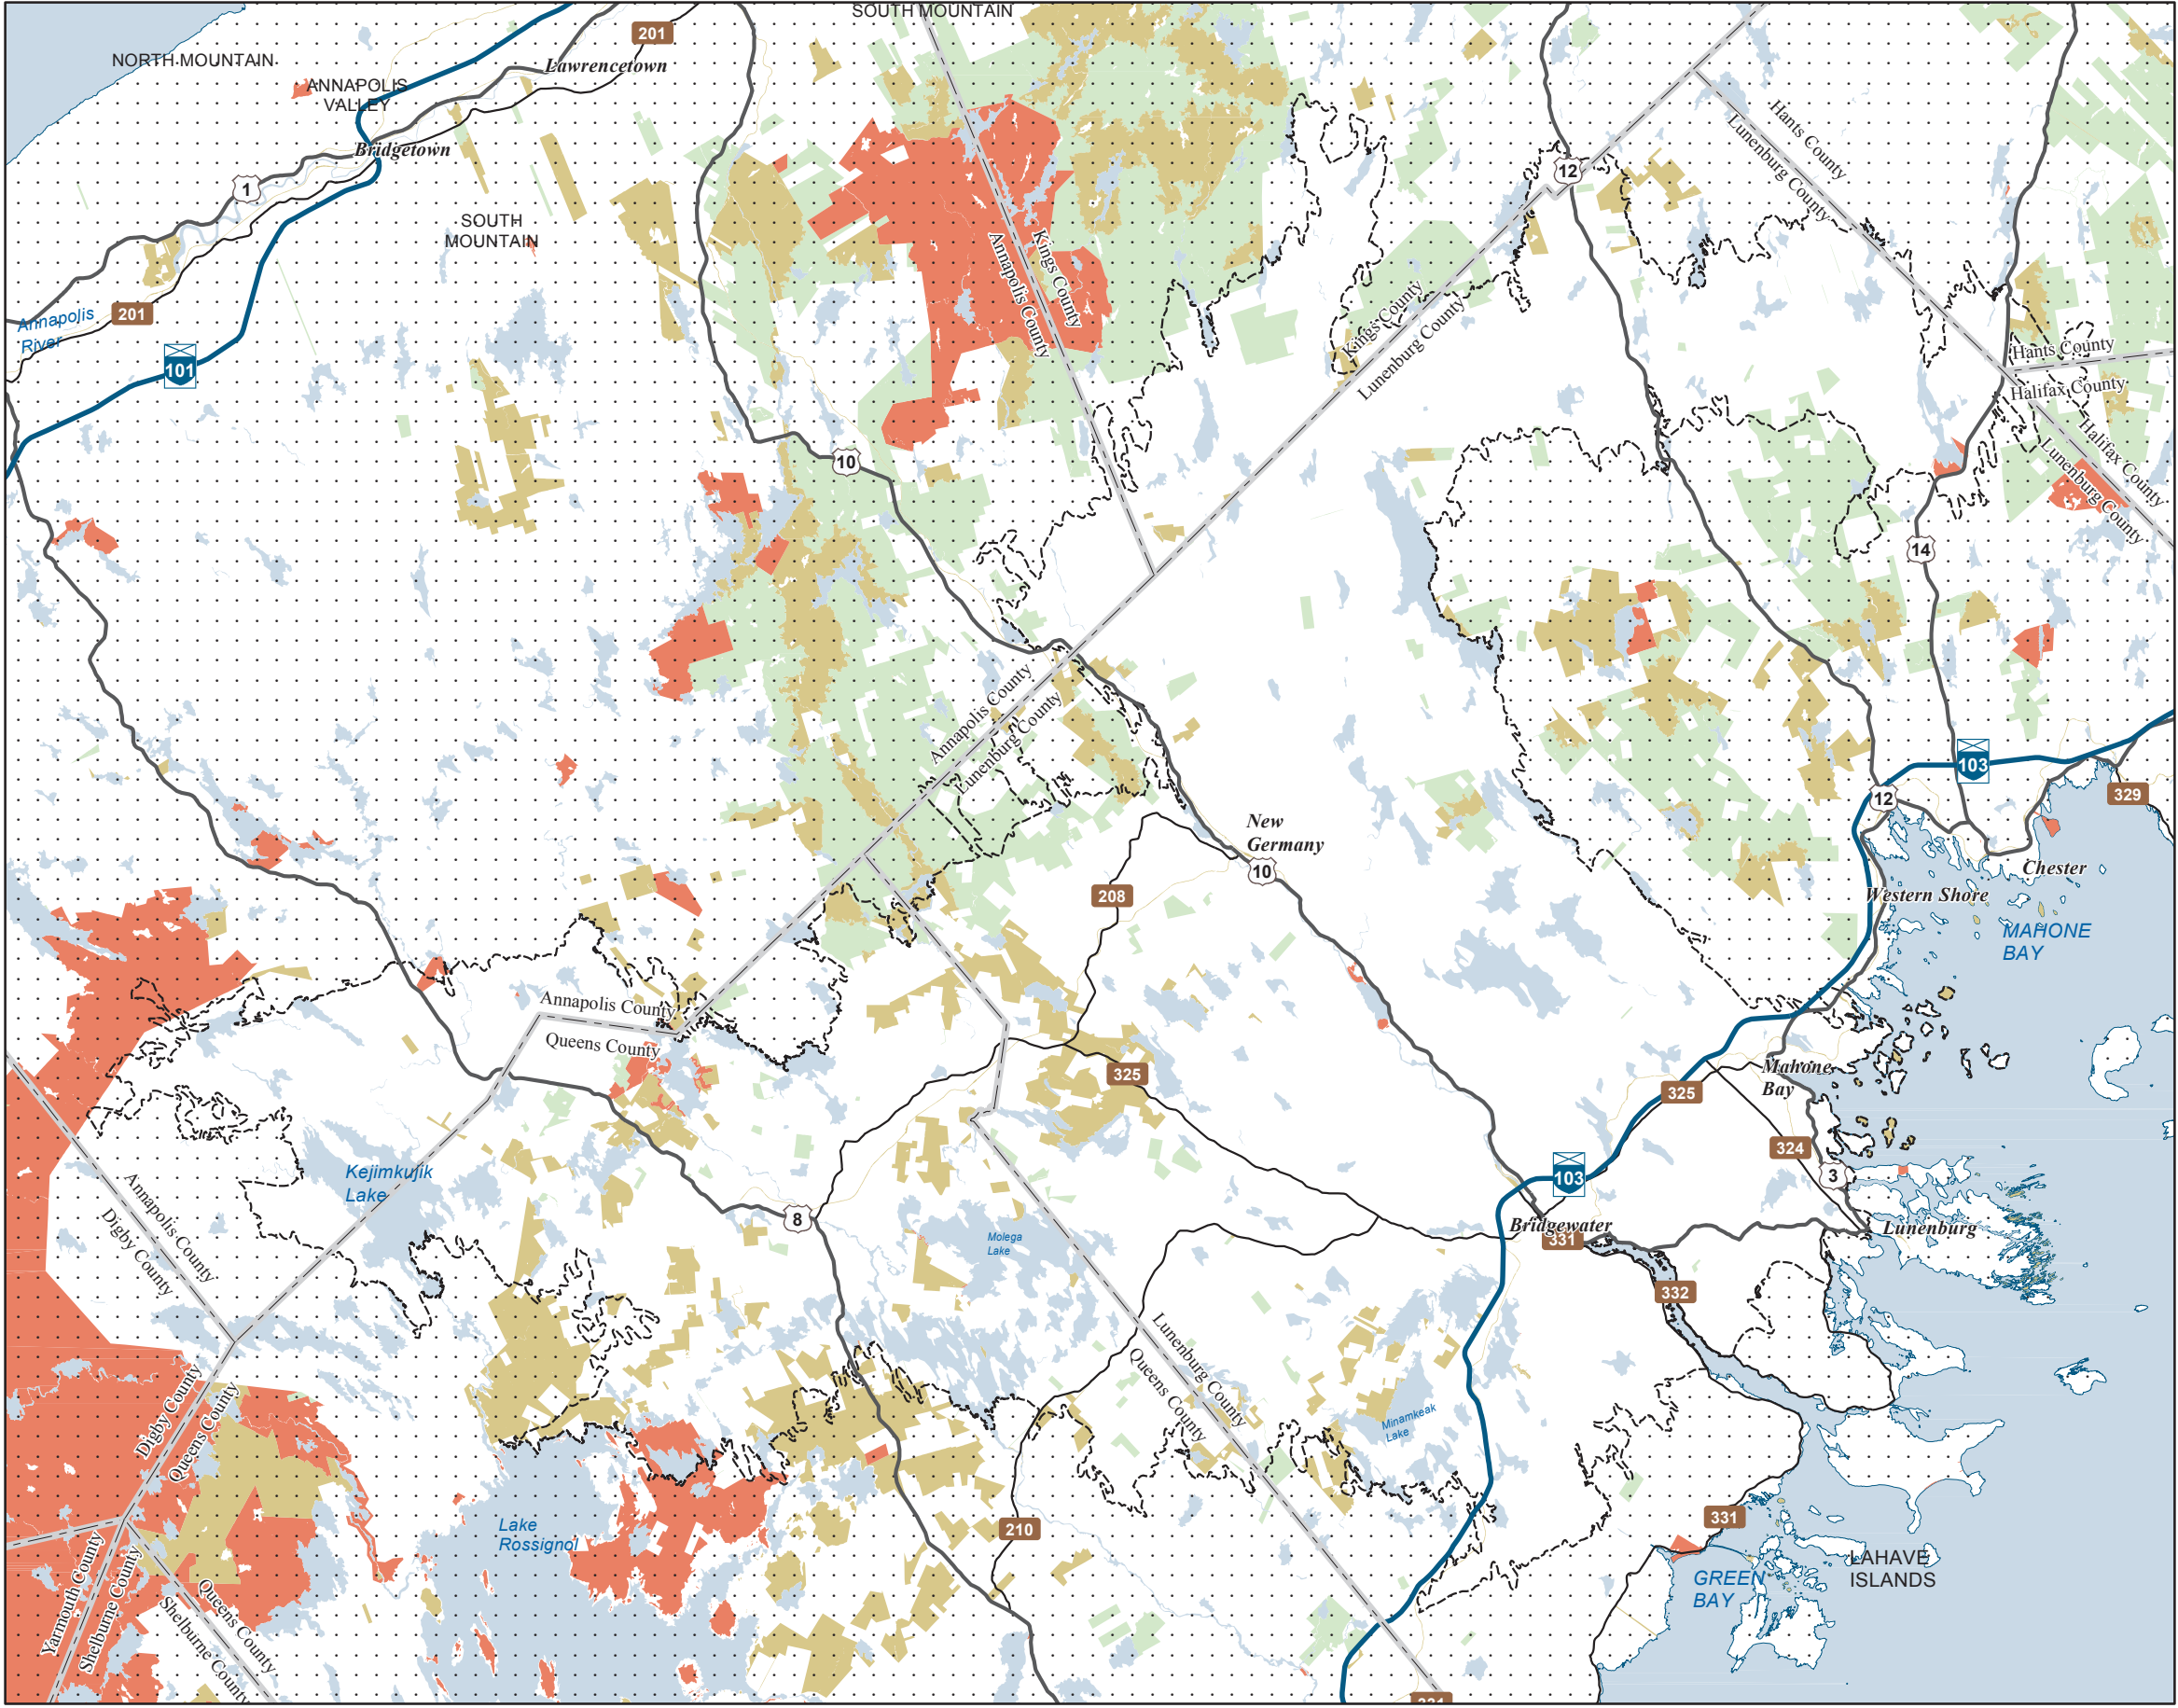 SOUTH MOUNTAIN
201
NORTH MOUNTAIN
Lawrencetown
ANNAPOLIS
VALLEY
Bridgetown
Hants County
Lunenburg County
12
1
SOUTH
MOUNTAIN
Kings County
Annapolis County
201
Annapolis
River
101
Kings County
Lunenburg County
Hants County
Halifax County
Halifax County
Lunenburg County
10
14
Annapolis County
Lunenburg County
103
329
12
New
Germany
10
Chester
208
Western Shore
MAHONE
BAY
Annapolis County
Queens County
325
Mahone
Bay
325
324
Kejimkujik
Lake
Annapolis County
Digby County
103
3
8
Bridgewater
331
Lunenburg
Molega
Lake
332
Lunenburg County
Queens County
Digby County
Queens County
Minamkeak
Lake
Lake
Rossignol
210
331
LAHAVE
ISLANDS
GREEN
BAY
Yarmouth County
Shelburne County
Queens County
Shelburne County